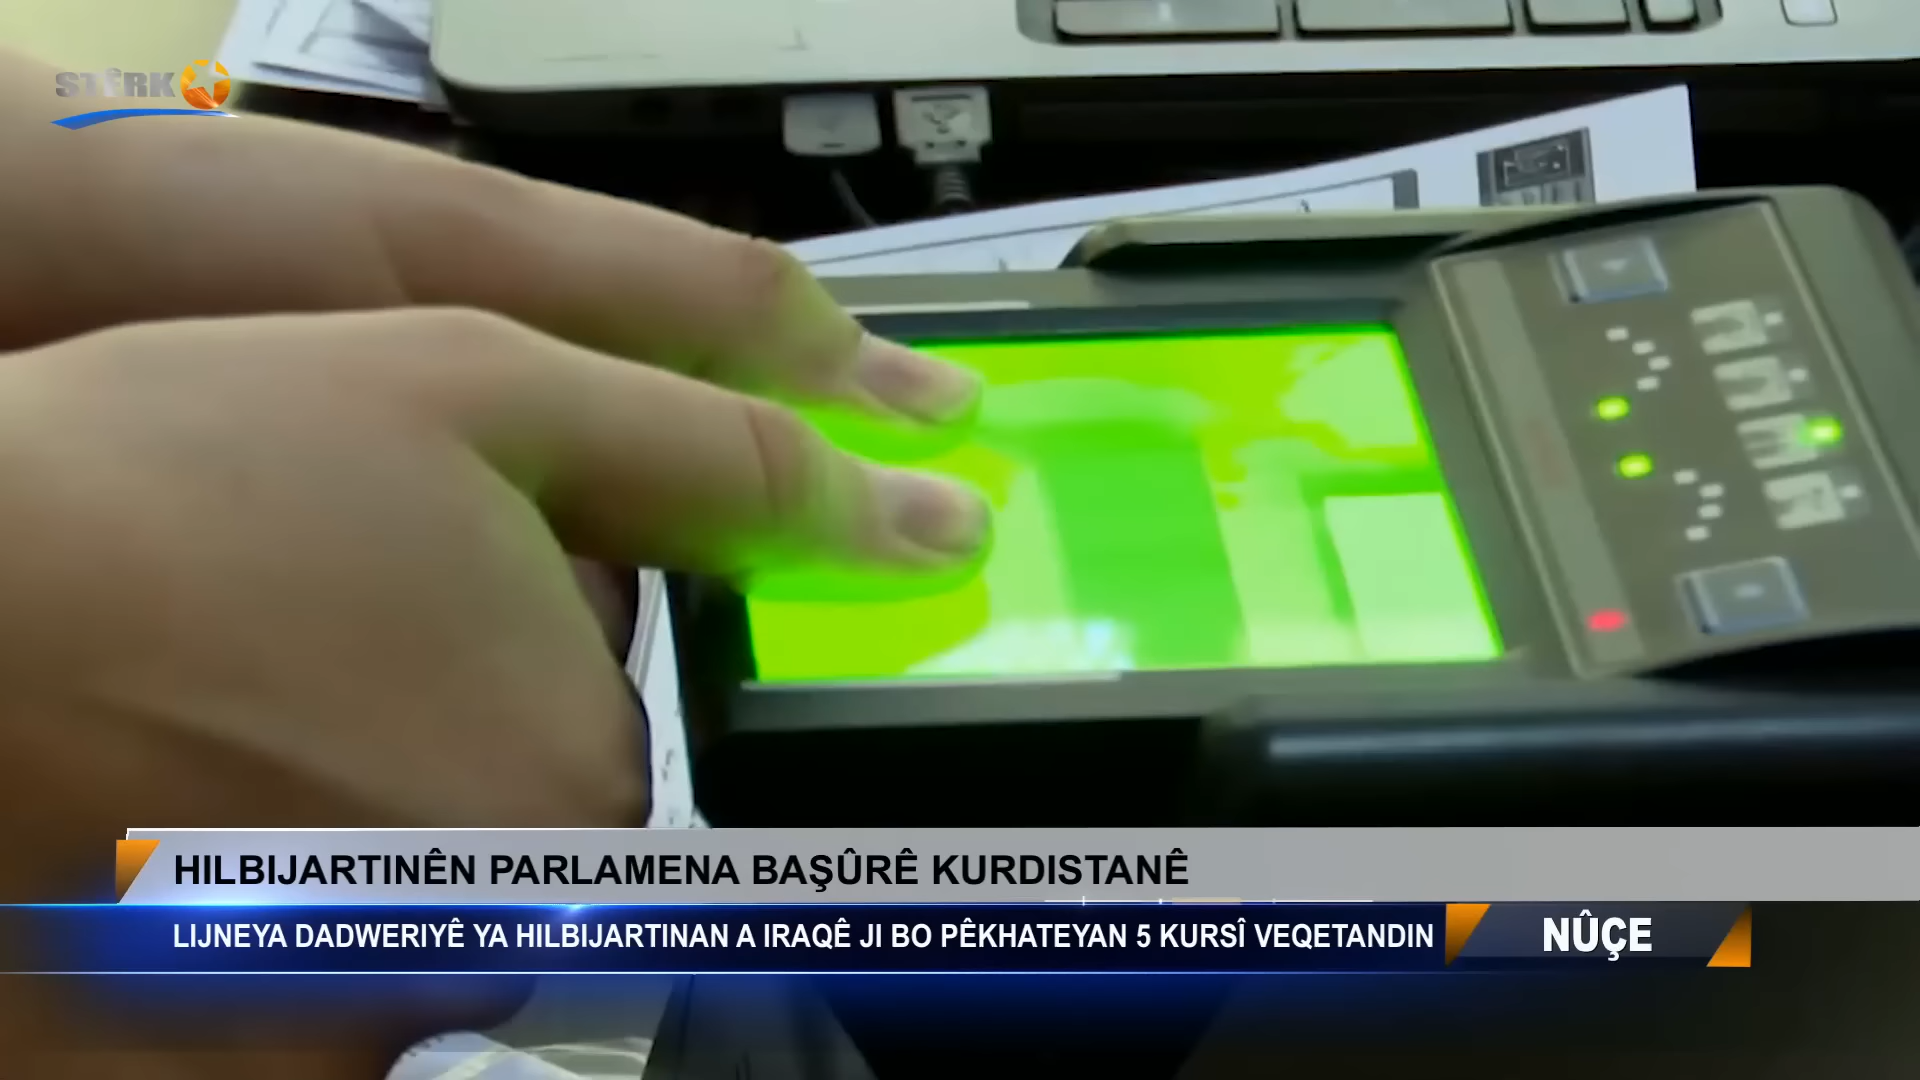 STÊRK
HILBIJARTINÊN PARLAMENA BAŞÛRÊ KURDISTANÊ
LIJNEYA DADWERIYÊ YA HILBIJARTINAN A IRAQÊ JI BO PÊKHATEYAN 5 KURSÎ VEQETANDIN
NÛÇE